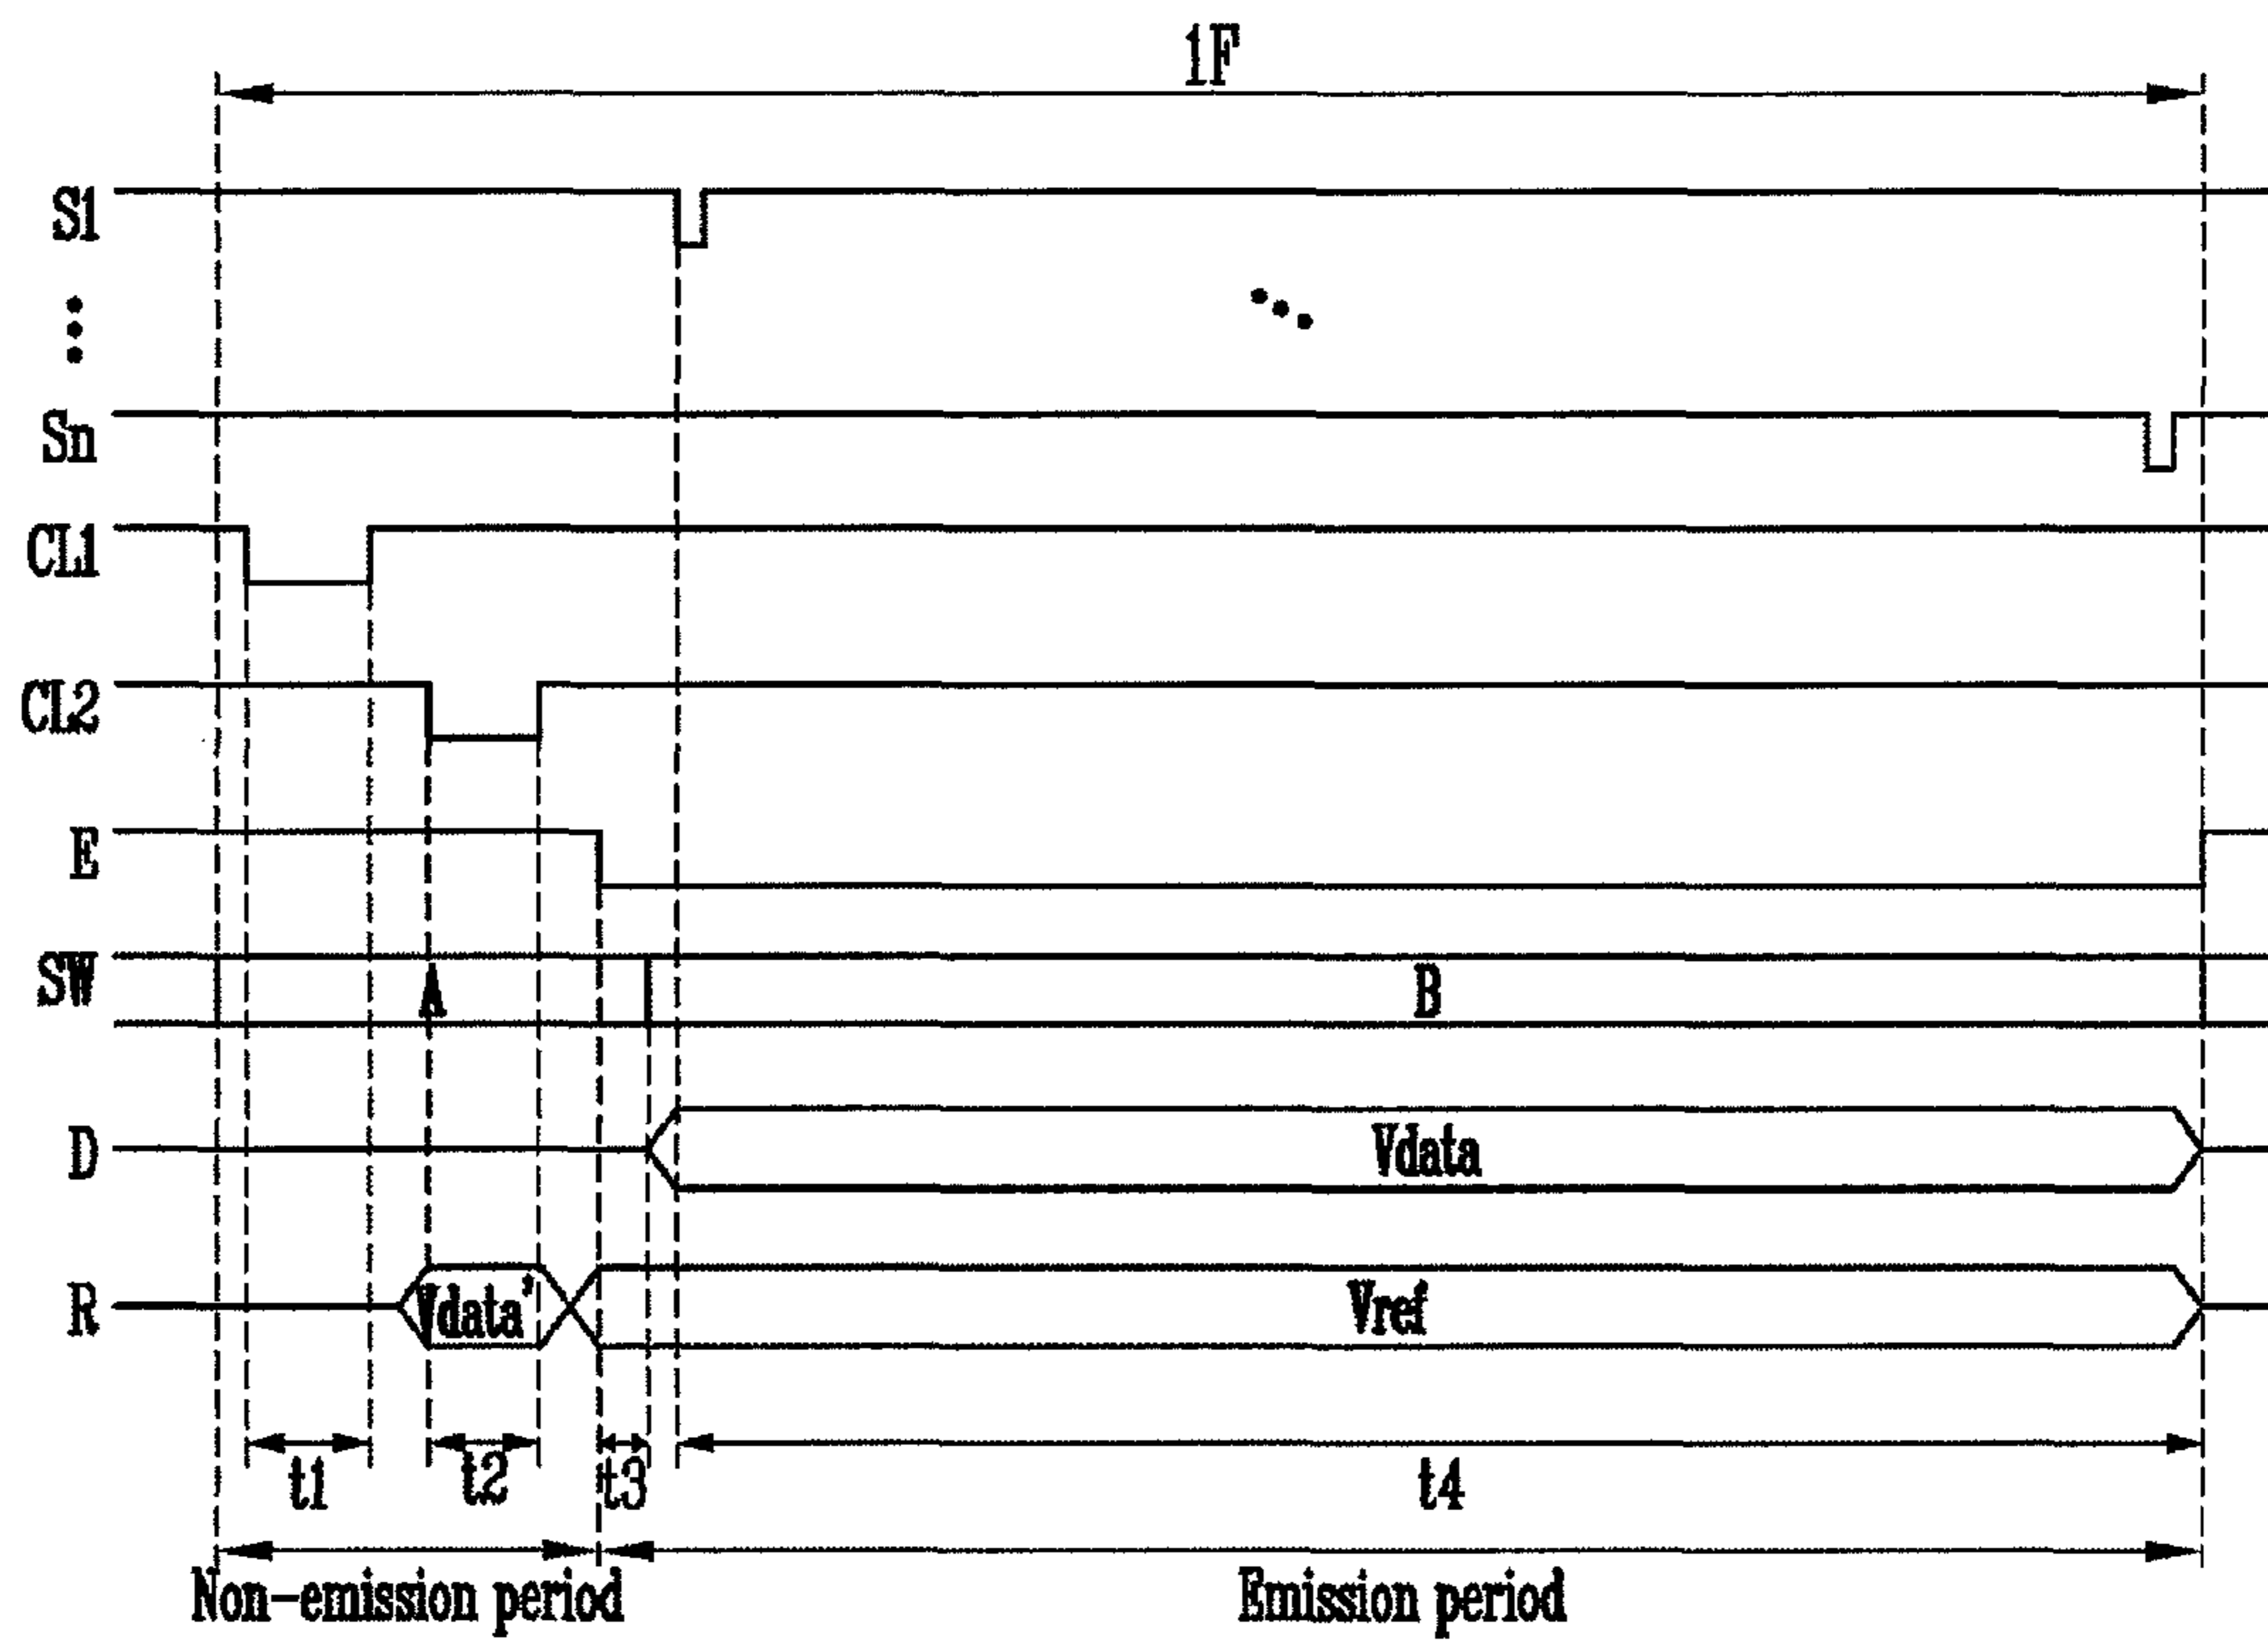 1F
S1
Sn
CL1
CL2
E
SW
A
B
D
Vdata
R
Vdata'
Vref
t1
t2
t3
t4
Non-emission period
Emission period